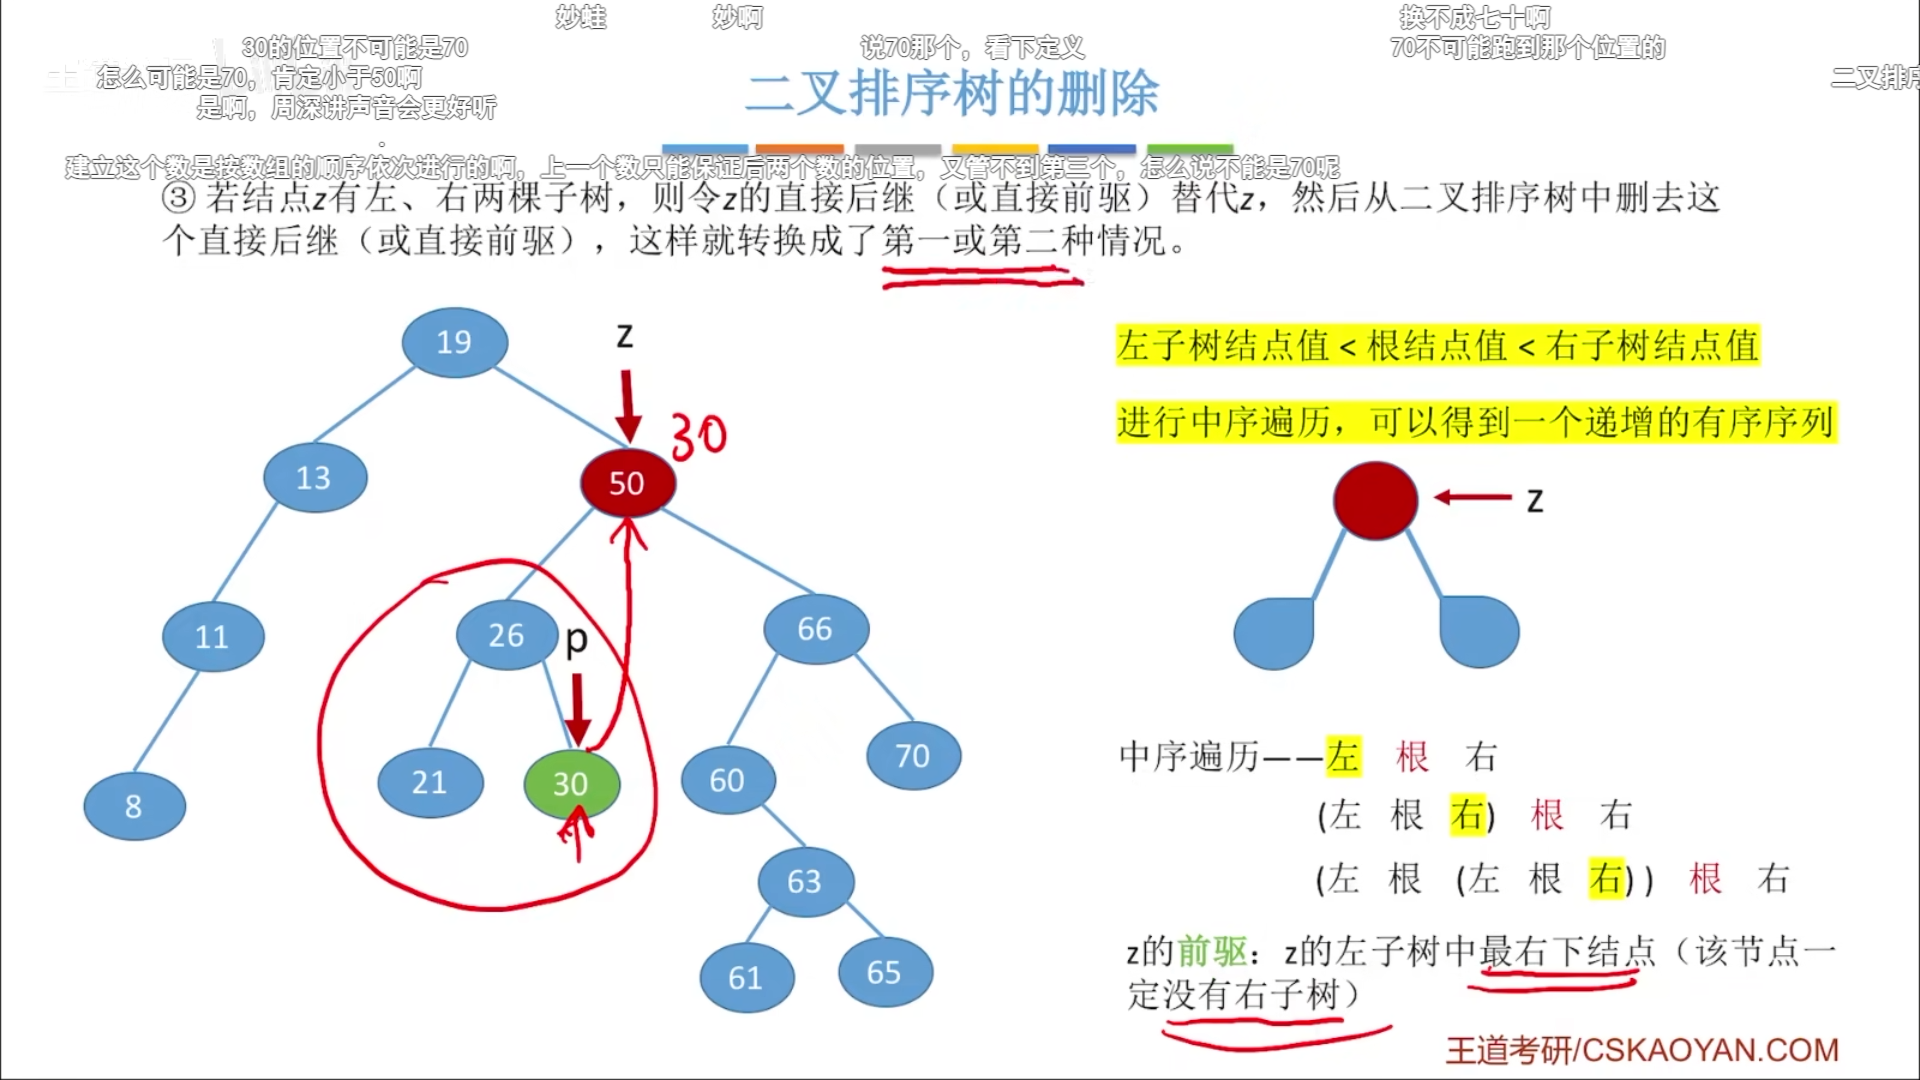 妙蛙
妙啊
换不成七十啊
30的位置不可能是70
说70那个，看下定义
70不可能跑到那个位置的
怎么可能是70，肯定小于50啊
二叉排序
是啊，周深讲声音会更好听
二叉排序树的删除
建立这个数是按数组的顺序依次进行的啊，上一个数只能保证后两个数的位置，又管不到第三个，怎么说不能是70呢
③ 若结点z有左、右两棵子树，则令z的直接后继（或直接前驱）替代z，然后从二叉排序树中删去这
个直接后继（或直接前驱），这样就转换成了第一或第二种情况。
19
z
13
50
30
11
26
p
66
8
21
30
60
70
63
61
65
左子树结点值 < 根结点值 < 右子树结点值
进行中序遍历，可以得到一个递增的有序序列
z
中序遍历——左 根 右
(左 根 右) 根 右
(左 根 (左 根 右) ) 根 右
z的前驱：z的左子树中最右下结点（该节点一
定没有右子树）
王道考研/CSKAOYAN.COM